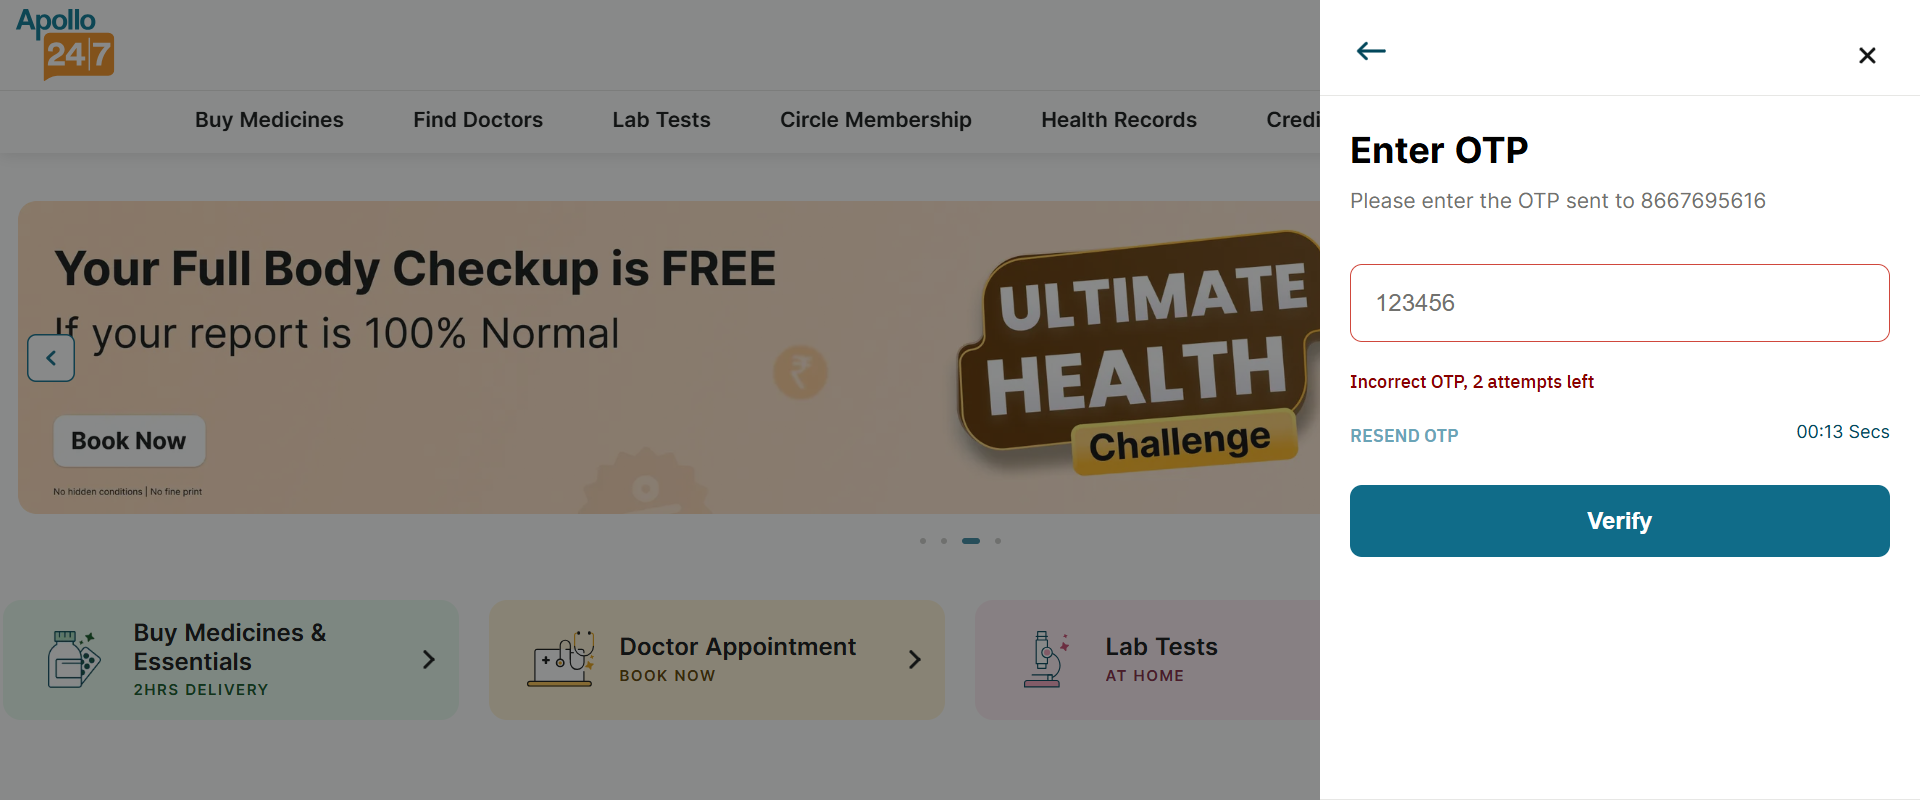 Apollo
24|7
Buy Medicines
Find Doctors
Lab Tests
Circle Membership
Health Records
Credi
Your Full Body Checkup is FREE
If your report is 100% Normal
Book Now
No hidden conditions | No fine print
₹
ULTIMATE
HEALTH
Challenge
Buy Medicines &
Essentials
2HRS DELIVERY
Doctor Appointment
BOOK NOW
Lab Tests
AT HOME
Enter OTP
Please enter the OTP sent to 8667695616
123456
Incorrect OTP, 2 attempts left
RESEND OTP
00:13 Secs
Verify